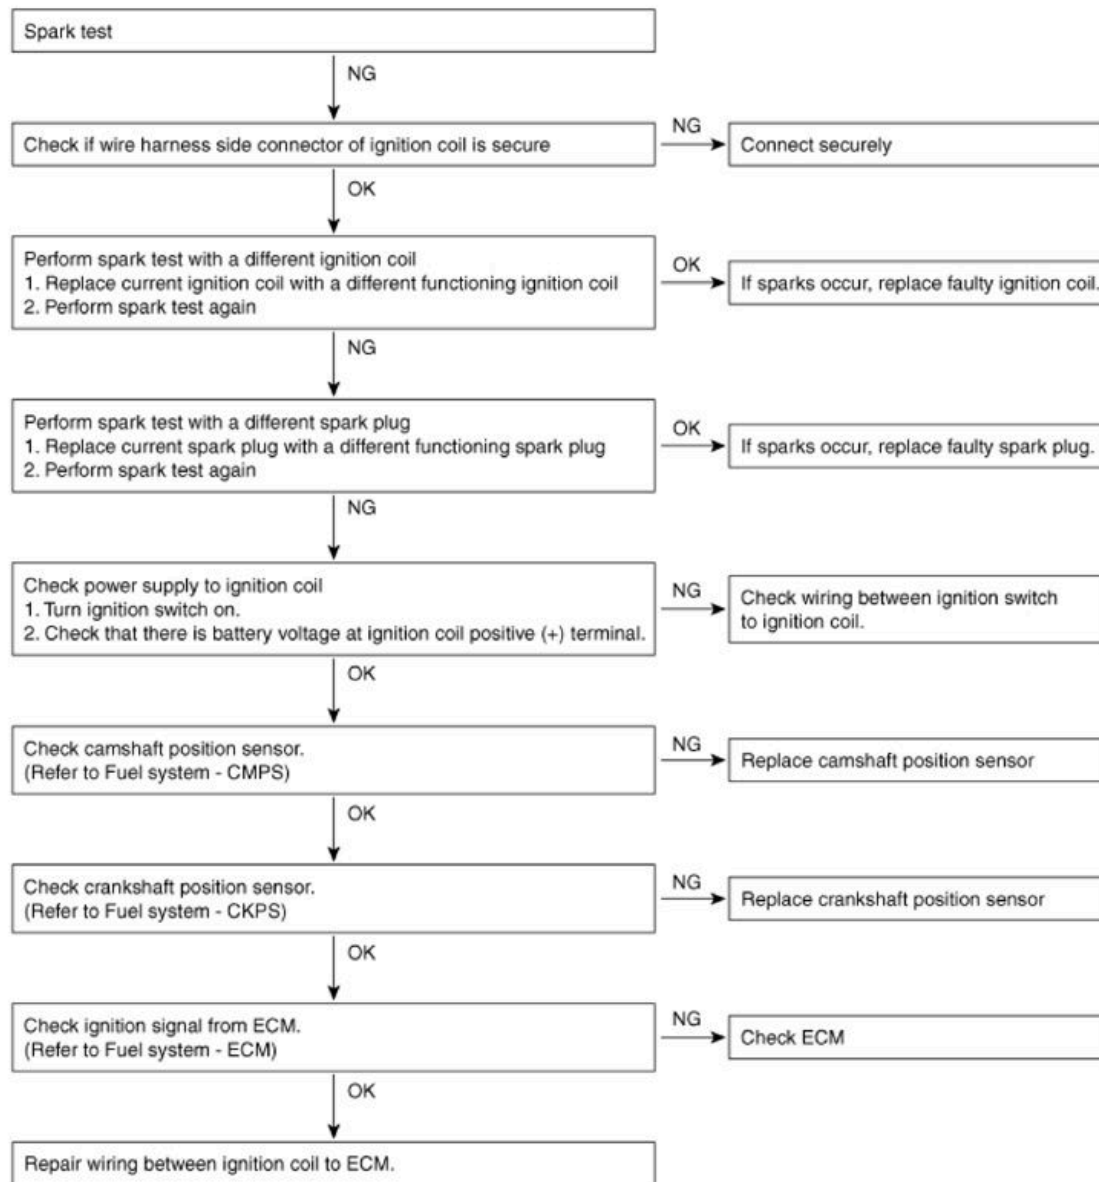 Spark test
NG
Check if wire harness side connector of ignition coil is secure
NG
Connect securely
OK
Perform spark test with a different ignition coil
1. Replace current ignition coil with a different functioning ignition coil
2. Perform spark test again
OK
If sparks occur, replace faulty ignition coil.
NG
Perform spark test with a different spark plug
1. Replace current spark plug with a different functioning spark plug
2. Perform spark test again
OK
If sparks occur, replace faulty spark plug.
NG
Check power supply to ignition coil
1. Turn ignition switch on.
2. Check that there is battery voltage at ignition coil positive (+) terminal.
NG
Check wiring between ignition switch
to ignition coil.
OK
Check camshaft position sensor.
(Refer to Fuel system - CMPS)
NG
Replace camshaft position sensor
OK
Check crankshaft position sensor.
(Refer to Fuel system - CKPS)
NG
Replace crankshaft position sensor
OK
Check ignition signal from ECM.
(Refer to Fuel system - ECM)
NG
Check ECM
OK
Repair wiring between ignition coil to ECM.